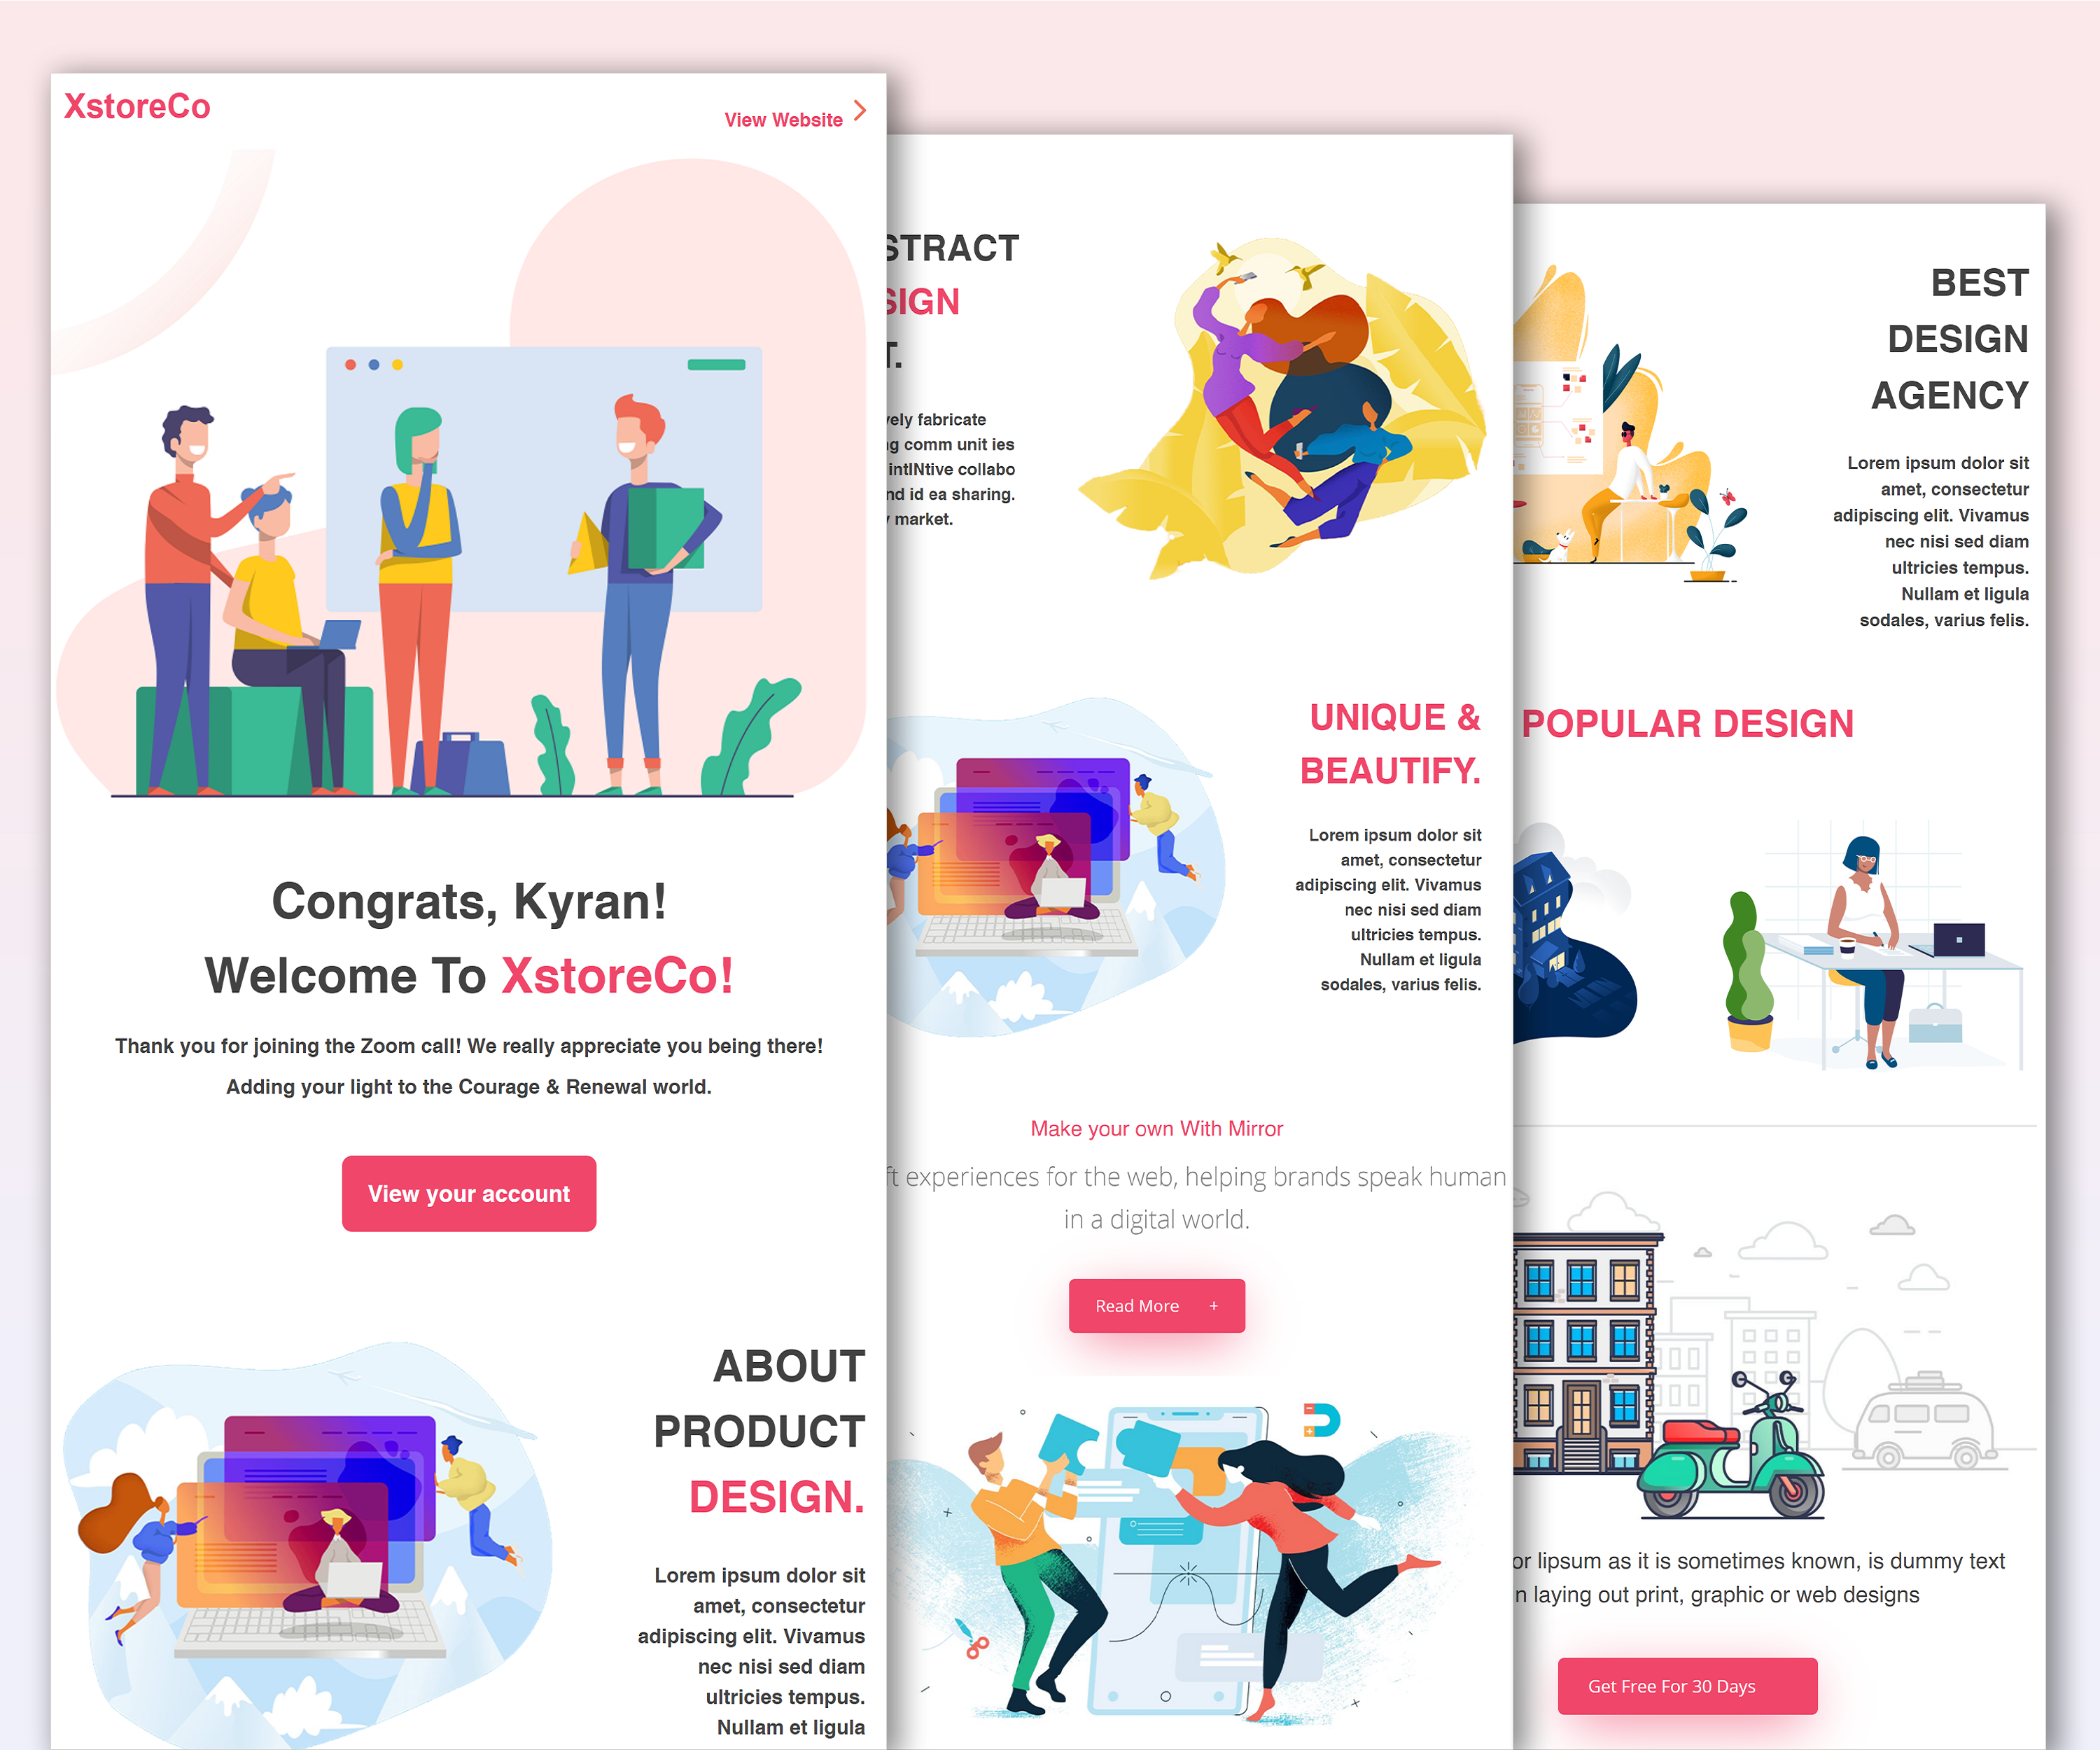 XstoreCo
View Website
Congrats, Kyran!
Welcome To XstoreCo!
Thank you for joining the Zoom call! We really appreciate you being there!
Adding your light to the Courage & Renewal world.
View your account
ABOUT
PRODUCT
DESIGN.
Lorem ipsum dolor sit
amet, consectetur
adipiscing elit. Vivamus
nec nisi sed diam
ultricies tempus.
Nullam et ligula
STRACT
SIGN
T.
vely fabricate
ng comm unit ies
intINtive collabo
nd id ea sharing.
y market.
UNIQUE &
BEAUTIFY.
Lorem ipsum dolor sit
amet, consectetur
adipiscing elit. Vivamus
nec nisi sed diam
ultricies tempus.
Nullam et ligula
sodales, varius felis.
Make your own With Mirror
ft experiences for the web, helping brands speak human
in a digital world.
Read More +
BEST
DESIGN
AGENCY
Lorem ipsum dolor sit
amet, consectetur
adipiscing elit. Vivamus
nec nisi sed diam
ultricies tempus.
Nullam et ligula
sodales, varius felis.
POPULAR DESIGN
or lipsum as it is sometimes known, is dummy text
n laying out print, graphic or web designs
Get Free For 30 Days